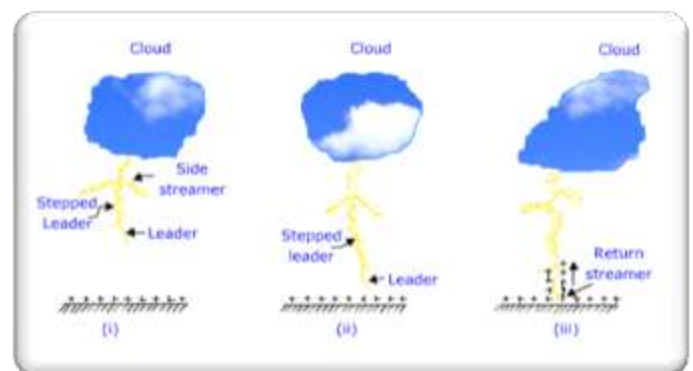 Cloud
Side
streamer
Stepped
Leader
Leader
(i)
Cloud
Stepped
leader
Leader
(ii)
Cloud
Return
streamer
(iii)